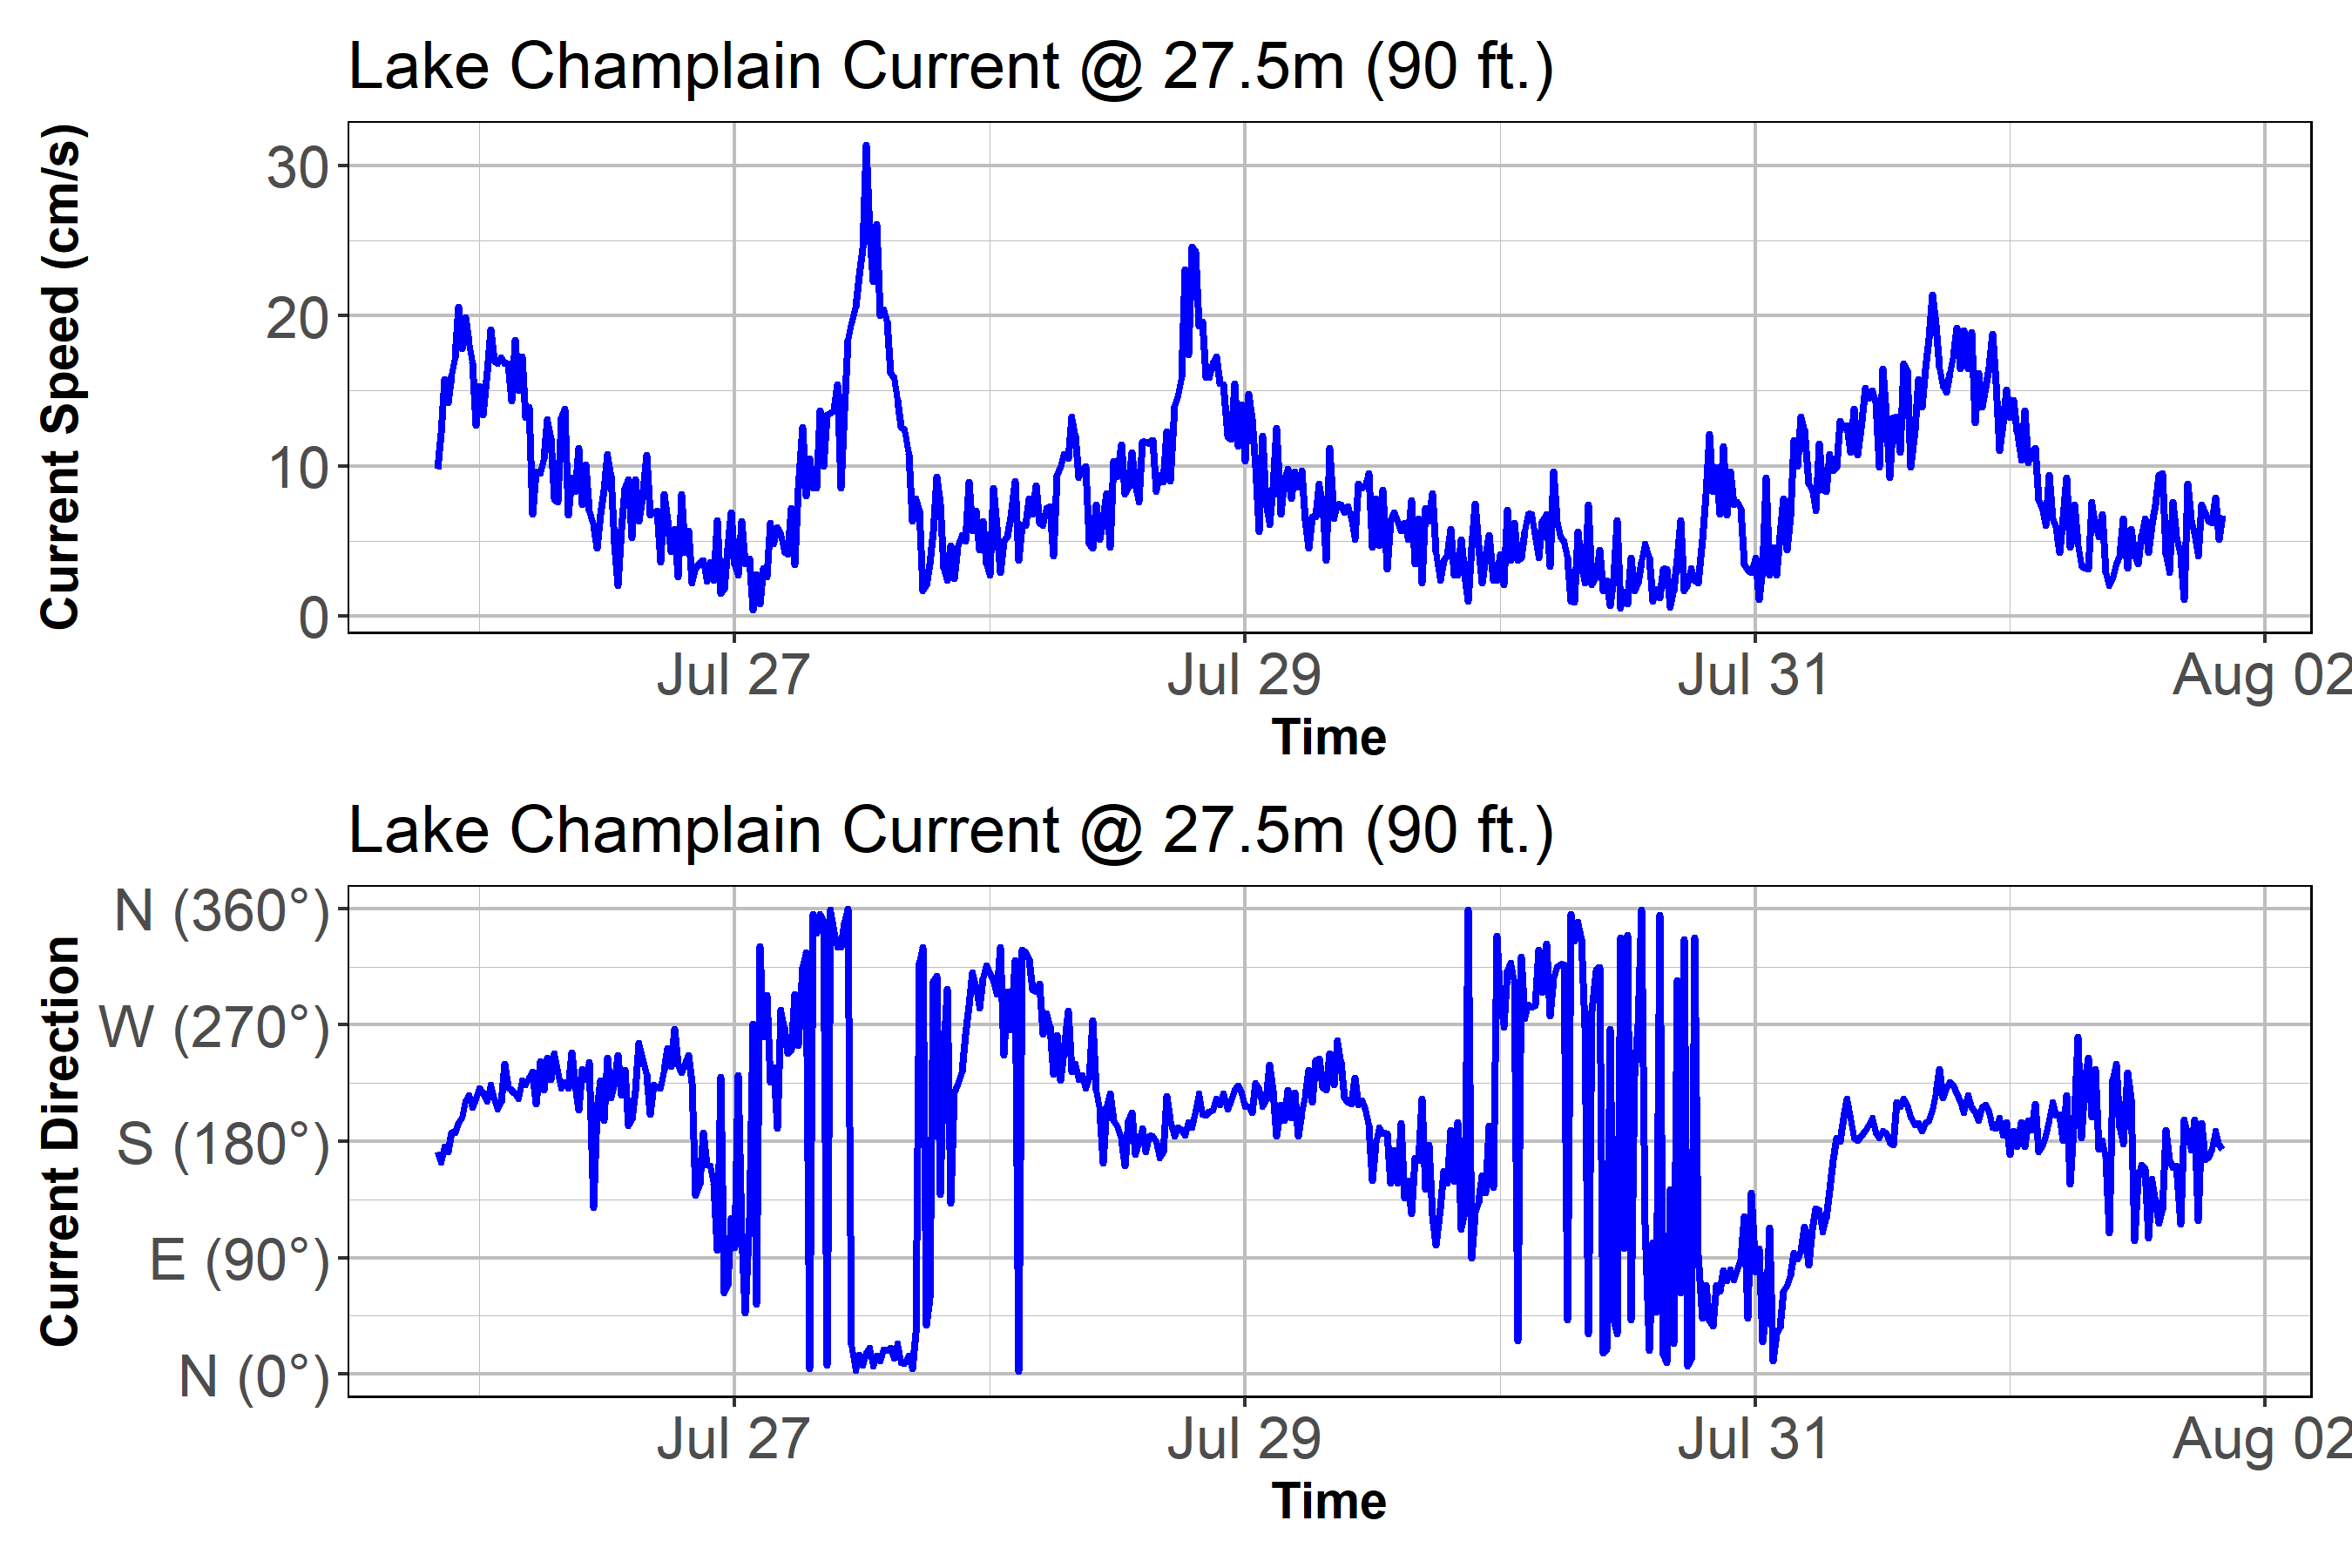 Lake Champlain Current @ 27.5m (90 ft.)
Current Speed (cm/s)
30
20
10
0
Jul 27 Jul 29 Jul 31 Aug 02
Time
Lake Champlain Current @ 27.5m (90 ft.)
Current Direction
N (360°)
W (270°)
S (180°)
E (90°)
N (0°)
Jul 27 Jul 29 Jul 31 Aug 02
Time